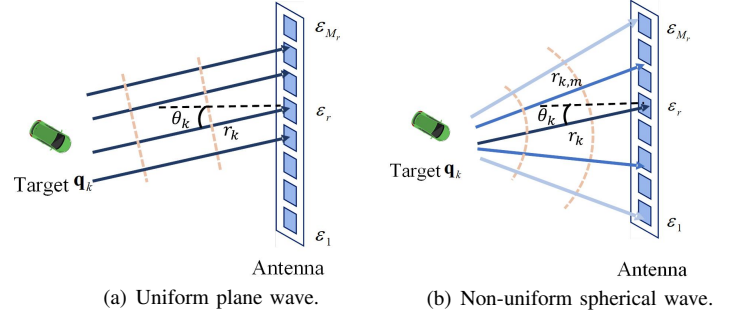 ε_{M_r}
θ_k
ε_r
r_k
Target q_k
ε_1
Antenna
(a) Uniform plane wave.
ε_{M_r}
r_{k,m}
θ_k
ε_r
r_k
Target q_k
ε_1
Antenna
(b) Non-uniform spherical wave.